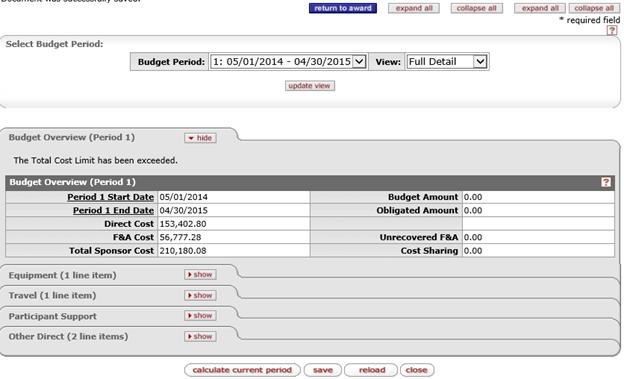 Document was successfully saved.
return to award expand all collapse all expand all collapse all
* required field
?
Select Budget Period:
Budget Period: 1: 05/01/2014 - 04/30/2015 View: Full Detail
update view
Budget Overview (Period 1) hide
The Total Cost Limit has been exceeded.
Budget Overview (Period 1) ?
Period 1 Start Date 05/01/2014 Budget Amount 0.00
Period 1 End Date 04/30/2015 Obligated Amount 0.00
Direct Cost 153,402.80
F&A Cost 56,777.28 Unrecovered F&A 0.00
Total Sponsor Cost 210,180.08 Cost Sharing 0.00
Equipment (1 line item) show
Travel (1 line item) show
Participant Support show
Other Direct (2 line items) show
calculate current period save reload close